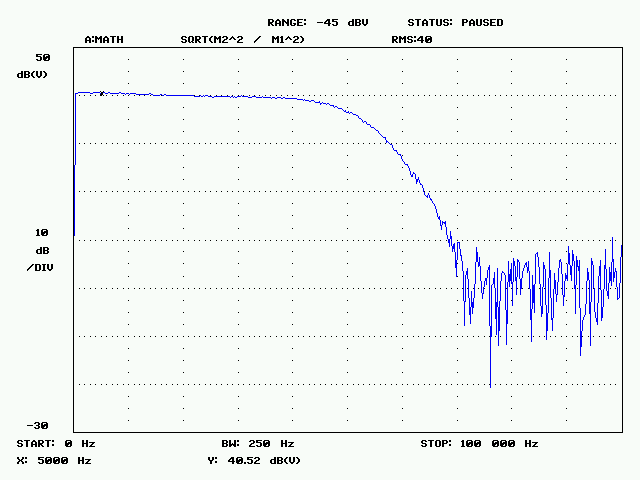 RANGE: -45 dBV STATUS: PAUSED
A:MATH SQRT(M2^2 / M1^2) RMS:40
50
dB(V)
10
dB
/DIV
-30
START: 0 Hz BW: 250 Hz STOP: 100 000 Hz
X: 5000 Hz Y: 40.52 dB(V)